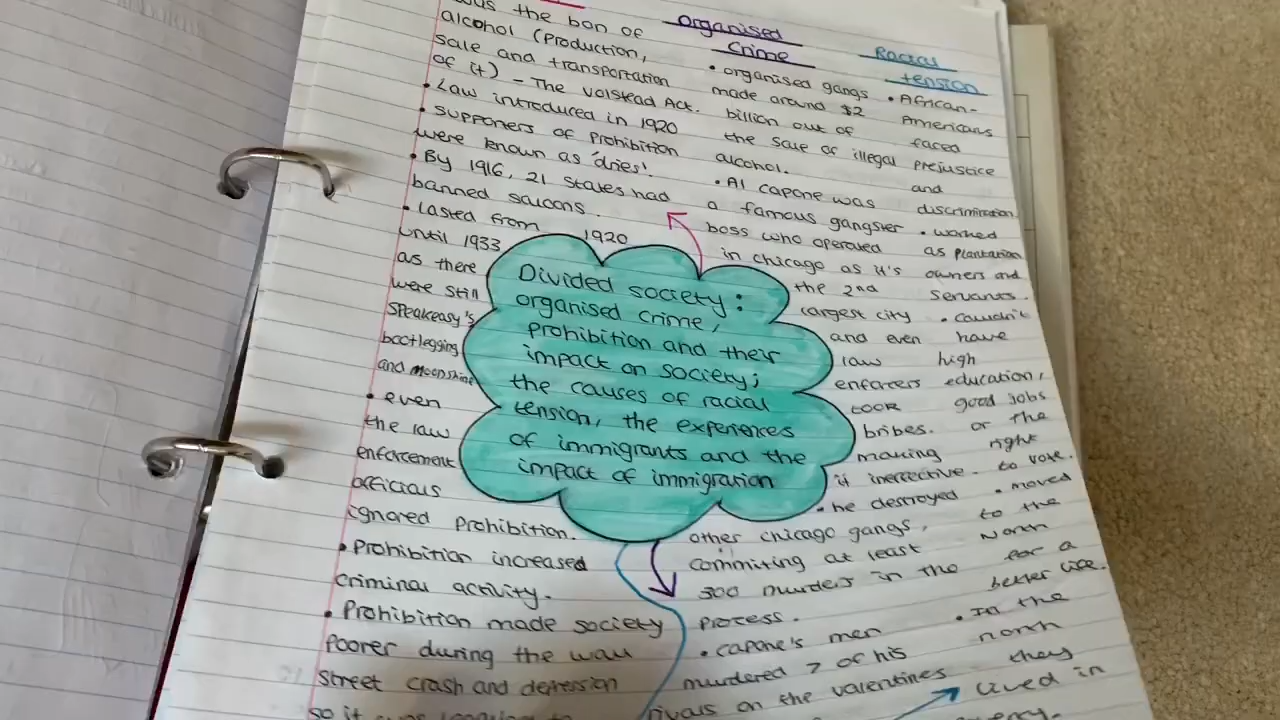 was the ban of
alcohol (Production,
sale and transportation
of it) - The Volstead Act.
• Law introduced in 1920
• supporters of Prohibition
were known as 'dries'.
• By 1916, 21 states had
banned saloons.
• lasted from 1920
until 1933
as there
were still
speakeasy's
bootlegging
and moonshine
• even
the law
enforcement
officials
ignored Prohibition.
• Prohibition increased
criminal activity.
• Prohibition made society
poorer during the wall
street crash and depression
so it
organised
Crime
• organised gangs
made around $2
billion out of
the sale of illegal
alcohol.
• Al capone was
a famous gangster
boss who operated
in chicago as it's
the 2nd
largest city
and even
law
enforcers
took
bribes.
making
it ineffective.
• he destroyed
other chicago gangs,
commiting at least
300 murders in the
process.
• capone's men
murdered 7 of his
rivals on the valentines
Racial
tension
• African-
Americans
faced
prejustice
and
discrimination
• worked
as plantation
owners and
servants.
• couldn't
have
high
education,
good jobs
or the
right
to vote.
• moved
to the
North
for a
better life.
• In the
north
they
lived in
Divided society:
organised crime,
prohibition and their
impact on society;
the causes of racial
tension, the experiences
of immigrants and the
impact of immigration